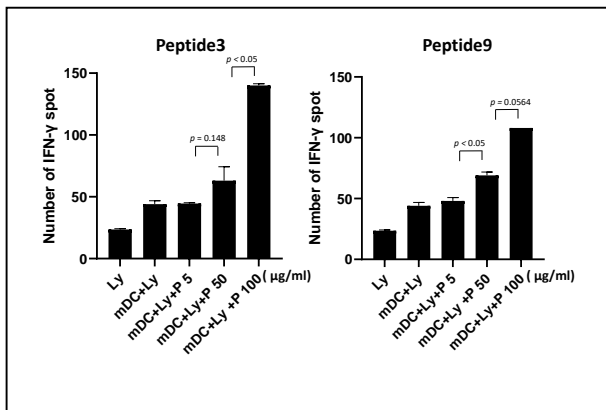 Peptide3
Number of IFN-γ spot
150
100
50
0
p = 0.148
p < 0.05
Ly
mDC+Ly
mDC+Ly+P 5
mDC+Ly+P 50
mDC+Ly +P 100
( µg/ml)
Peptide9
Number of IFN-γ spot
150
100
50
0
p < 0.05
p = 0.0564
Ly
mDC+Ly
mDC+Ly+P 5
mDC+Ly +P 50
mDC+Ly+P 100
( µg/ml)